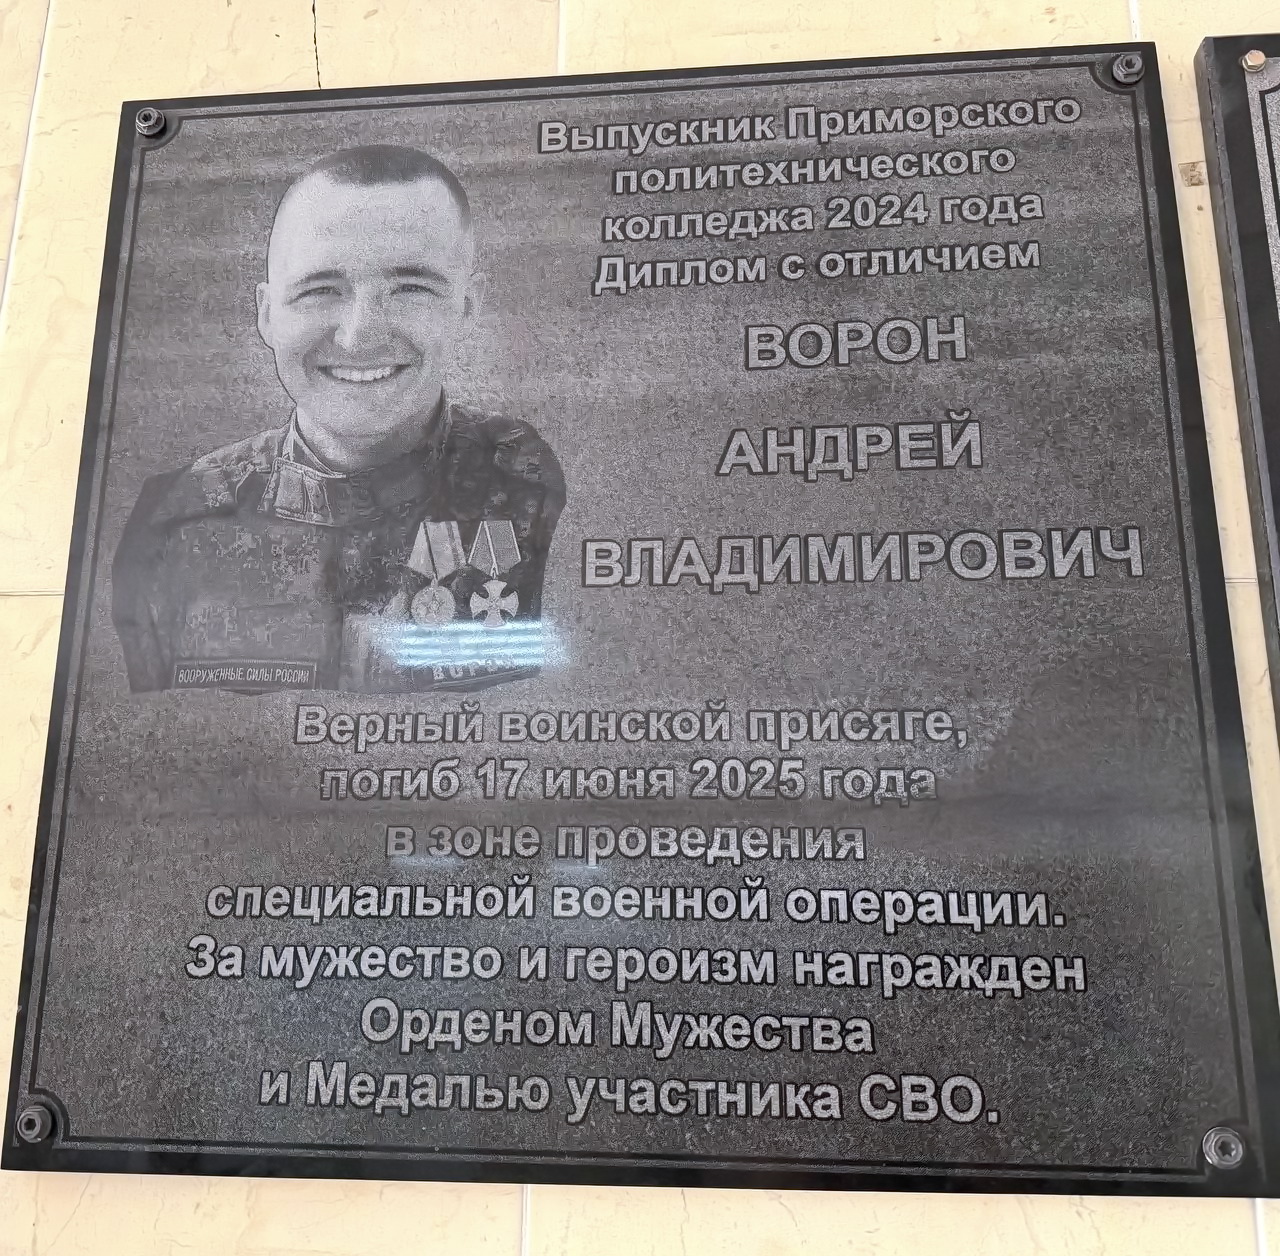 Выпускник Приморского
политехнического
колледжа 2024 года
Диплом с отличием
ВОРОН
АНДРЕЙ
ВЛАДИМИРОВИЧ
ВООРУЖЕННЫЕ СИЛЫ РОССИИ
Верный воинской присяге,
погиб 17 июня 2025 года
в зоне проведения
специальной военной операции.
За мужество и героизм награжден
Орденом Мужества
и Медалью участника СВО.